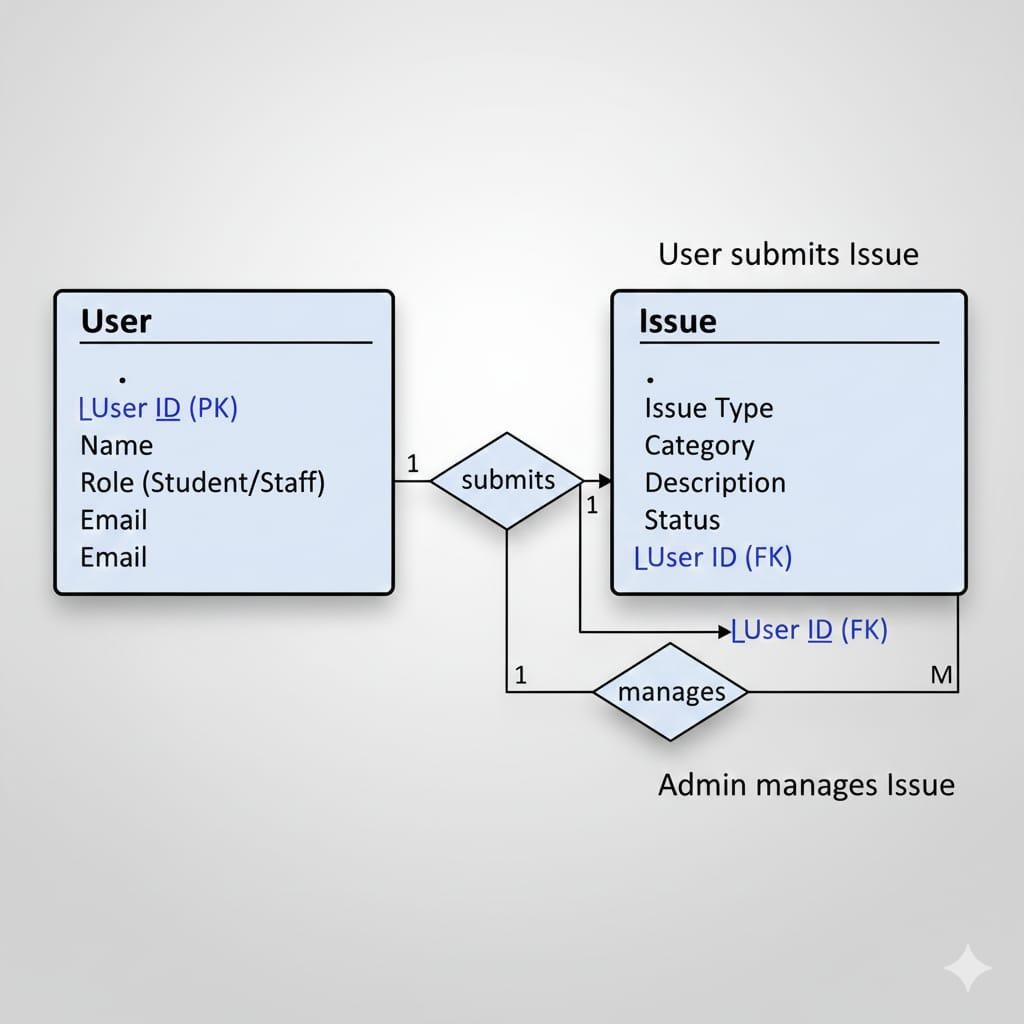 User submits Issue
User
.
User ID (PK)
Name
Role (Student/Staff)
Email
Email
1
submits
1
Issue
.
Issue Type
Category
Description
Status
User ID (FK)
User ID (FK)
1
manages
M
Admin manages Issue